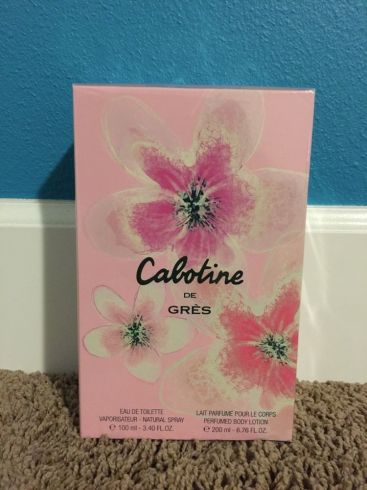 Cabotine
DE
GRÈS
EAU DE TOILETTE
VAPORISATEUR - NATURAL SPRAY
℮ 100 ml - 3.40 FL.OZ.
LAIT PARFUMÉ POUR LE CORPS
PERFUMED BODY LOTION
℮ 200 ml - 6.76 FL.OZ.